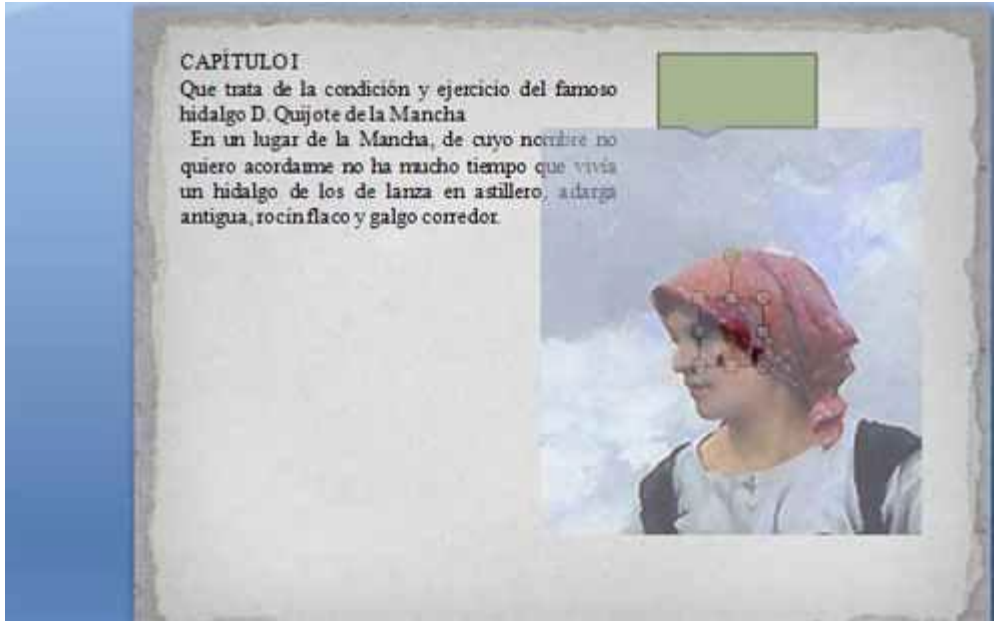 CAPÍTULO I
Que trata de la condición y ejercicio del famoso
hidalgo D. Quijote de la Mancha
En un lugar de la Mancha, de cuyo nombre no
quiero acordarme no ha mucho tiempo que vivía
un hidalgo de los de lanza en astillero, adarga
antigua, rocín flaco y galgo corredor.